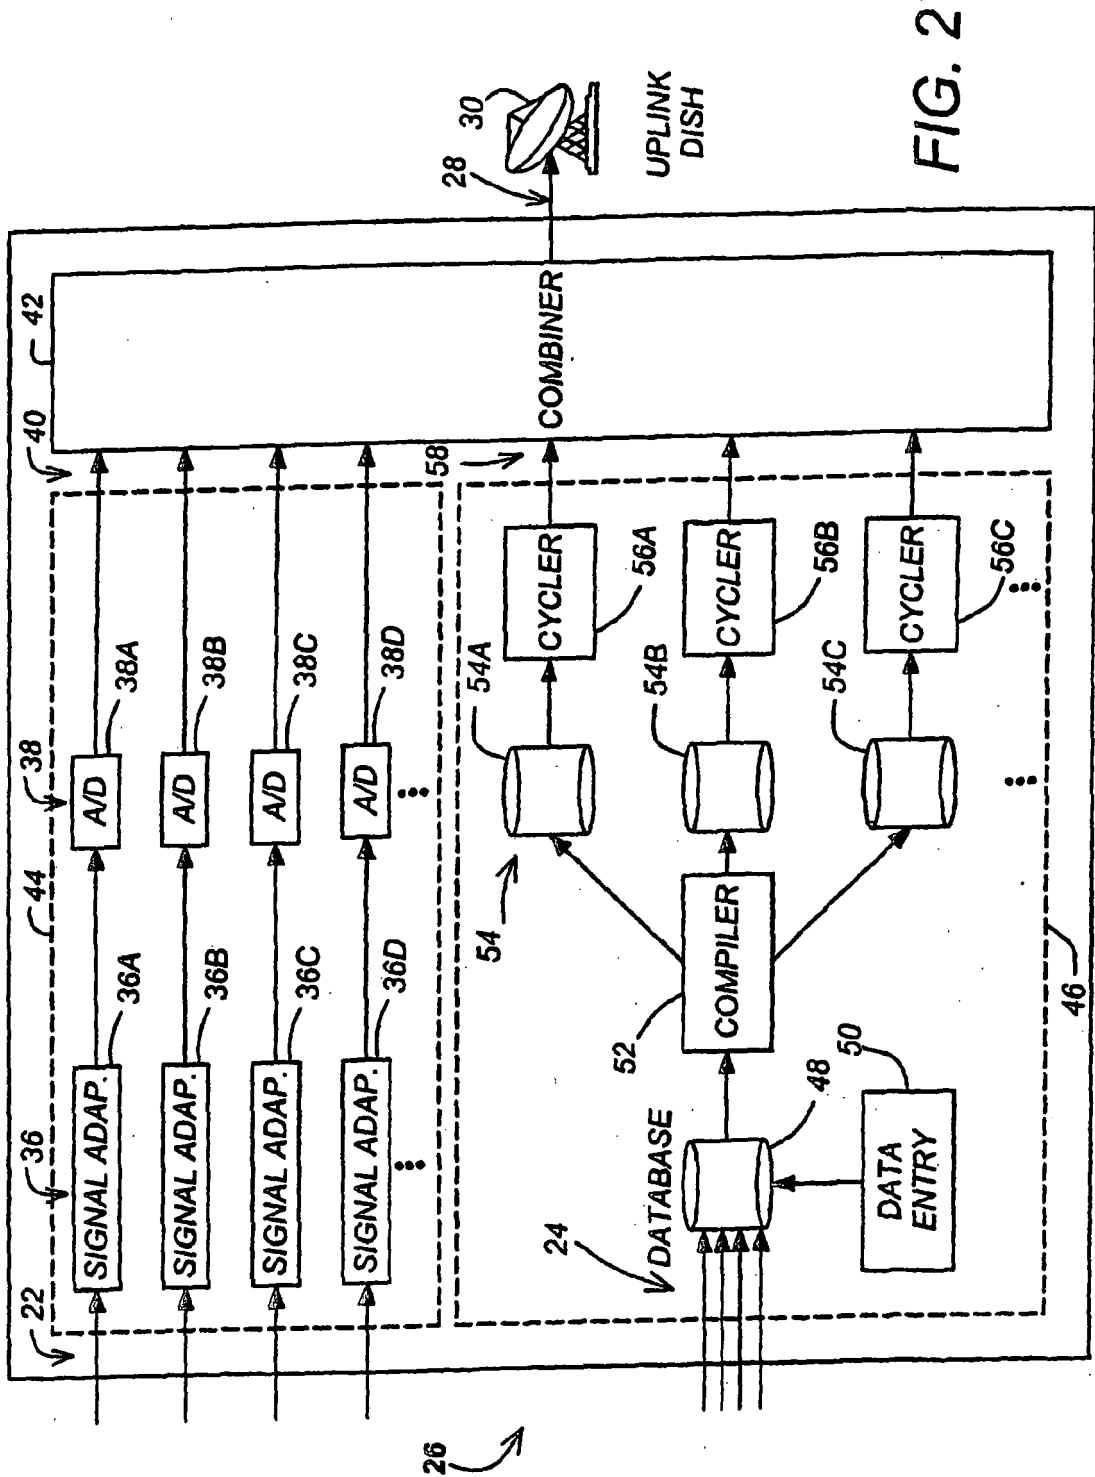 22
36
44
38
40
42
SIGNAL ADAP.
36A
A/D
38A
SIGNAL ADAP.
36B
A/D
38B
SIGNAL ADAP.
36C
A/D
38C
SIGNAL ADAP.
36D
A/D
38D
26
24
DATABASE
48
DATA
ENTRY
50
52
COMPILER
54
54A
CYCLER
56A
54B
CYCLER
56B
54C
CYCLER
56C
46
58
COMBINER
28
30
UPLINK
DISH
FIG. 2